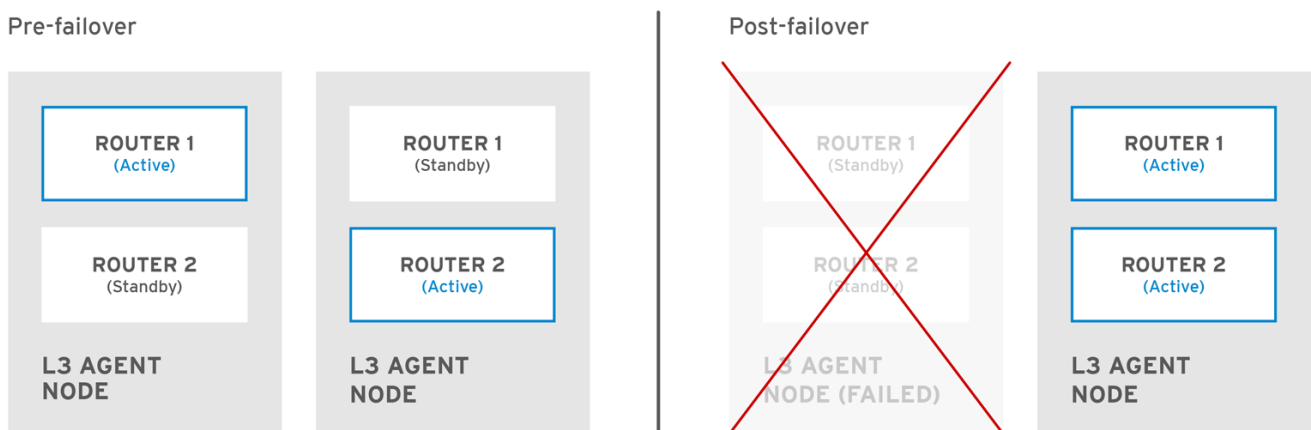 Pre-failover
ROUTER 1
(Active)
ROUTER 2
(Standby)
L3 AGENT
NODE
ROUTER 1
(Standby)
ROUTER 2
(Active)
L3 AGENT
NODE
Post-failover
ROUTER 1
(Standby)
ROUTER 2
(Standby)
L3 AGENT
NODE (FAILED)
ROUTER 1
(Active)
ROUTER 2
(Active)
L3 AGENT
NODE